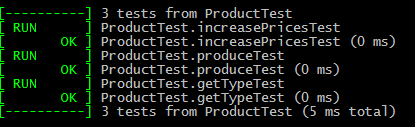 [----------] 3 tests from ProductTest
[ RUN      ] ProductTest.increasePricesTest
[       OK ] ProductTest.increasePricesTest (0 ms)
[ RUN      ] ProductTest.produceTest
[       OK ] ProductTest.produceTest (0 ms)
[ RUN      ] ProductTest.getTypeTest
[       OK ] ProductTest.getTypeTest (0 ms)
[----------] 3 tests from ProductTest (5 ms total)